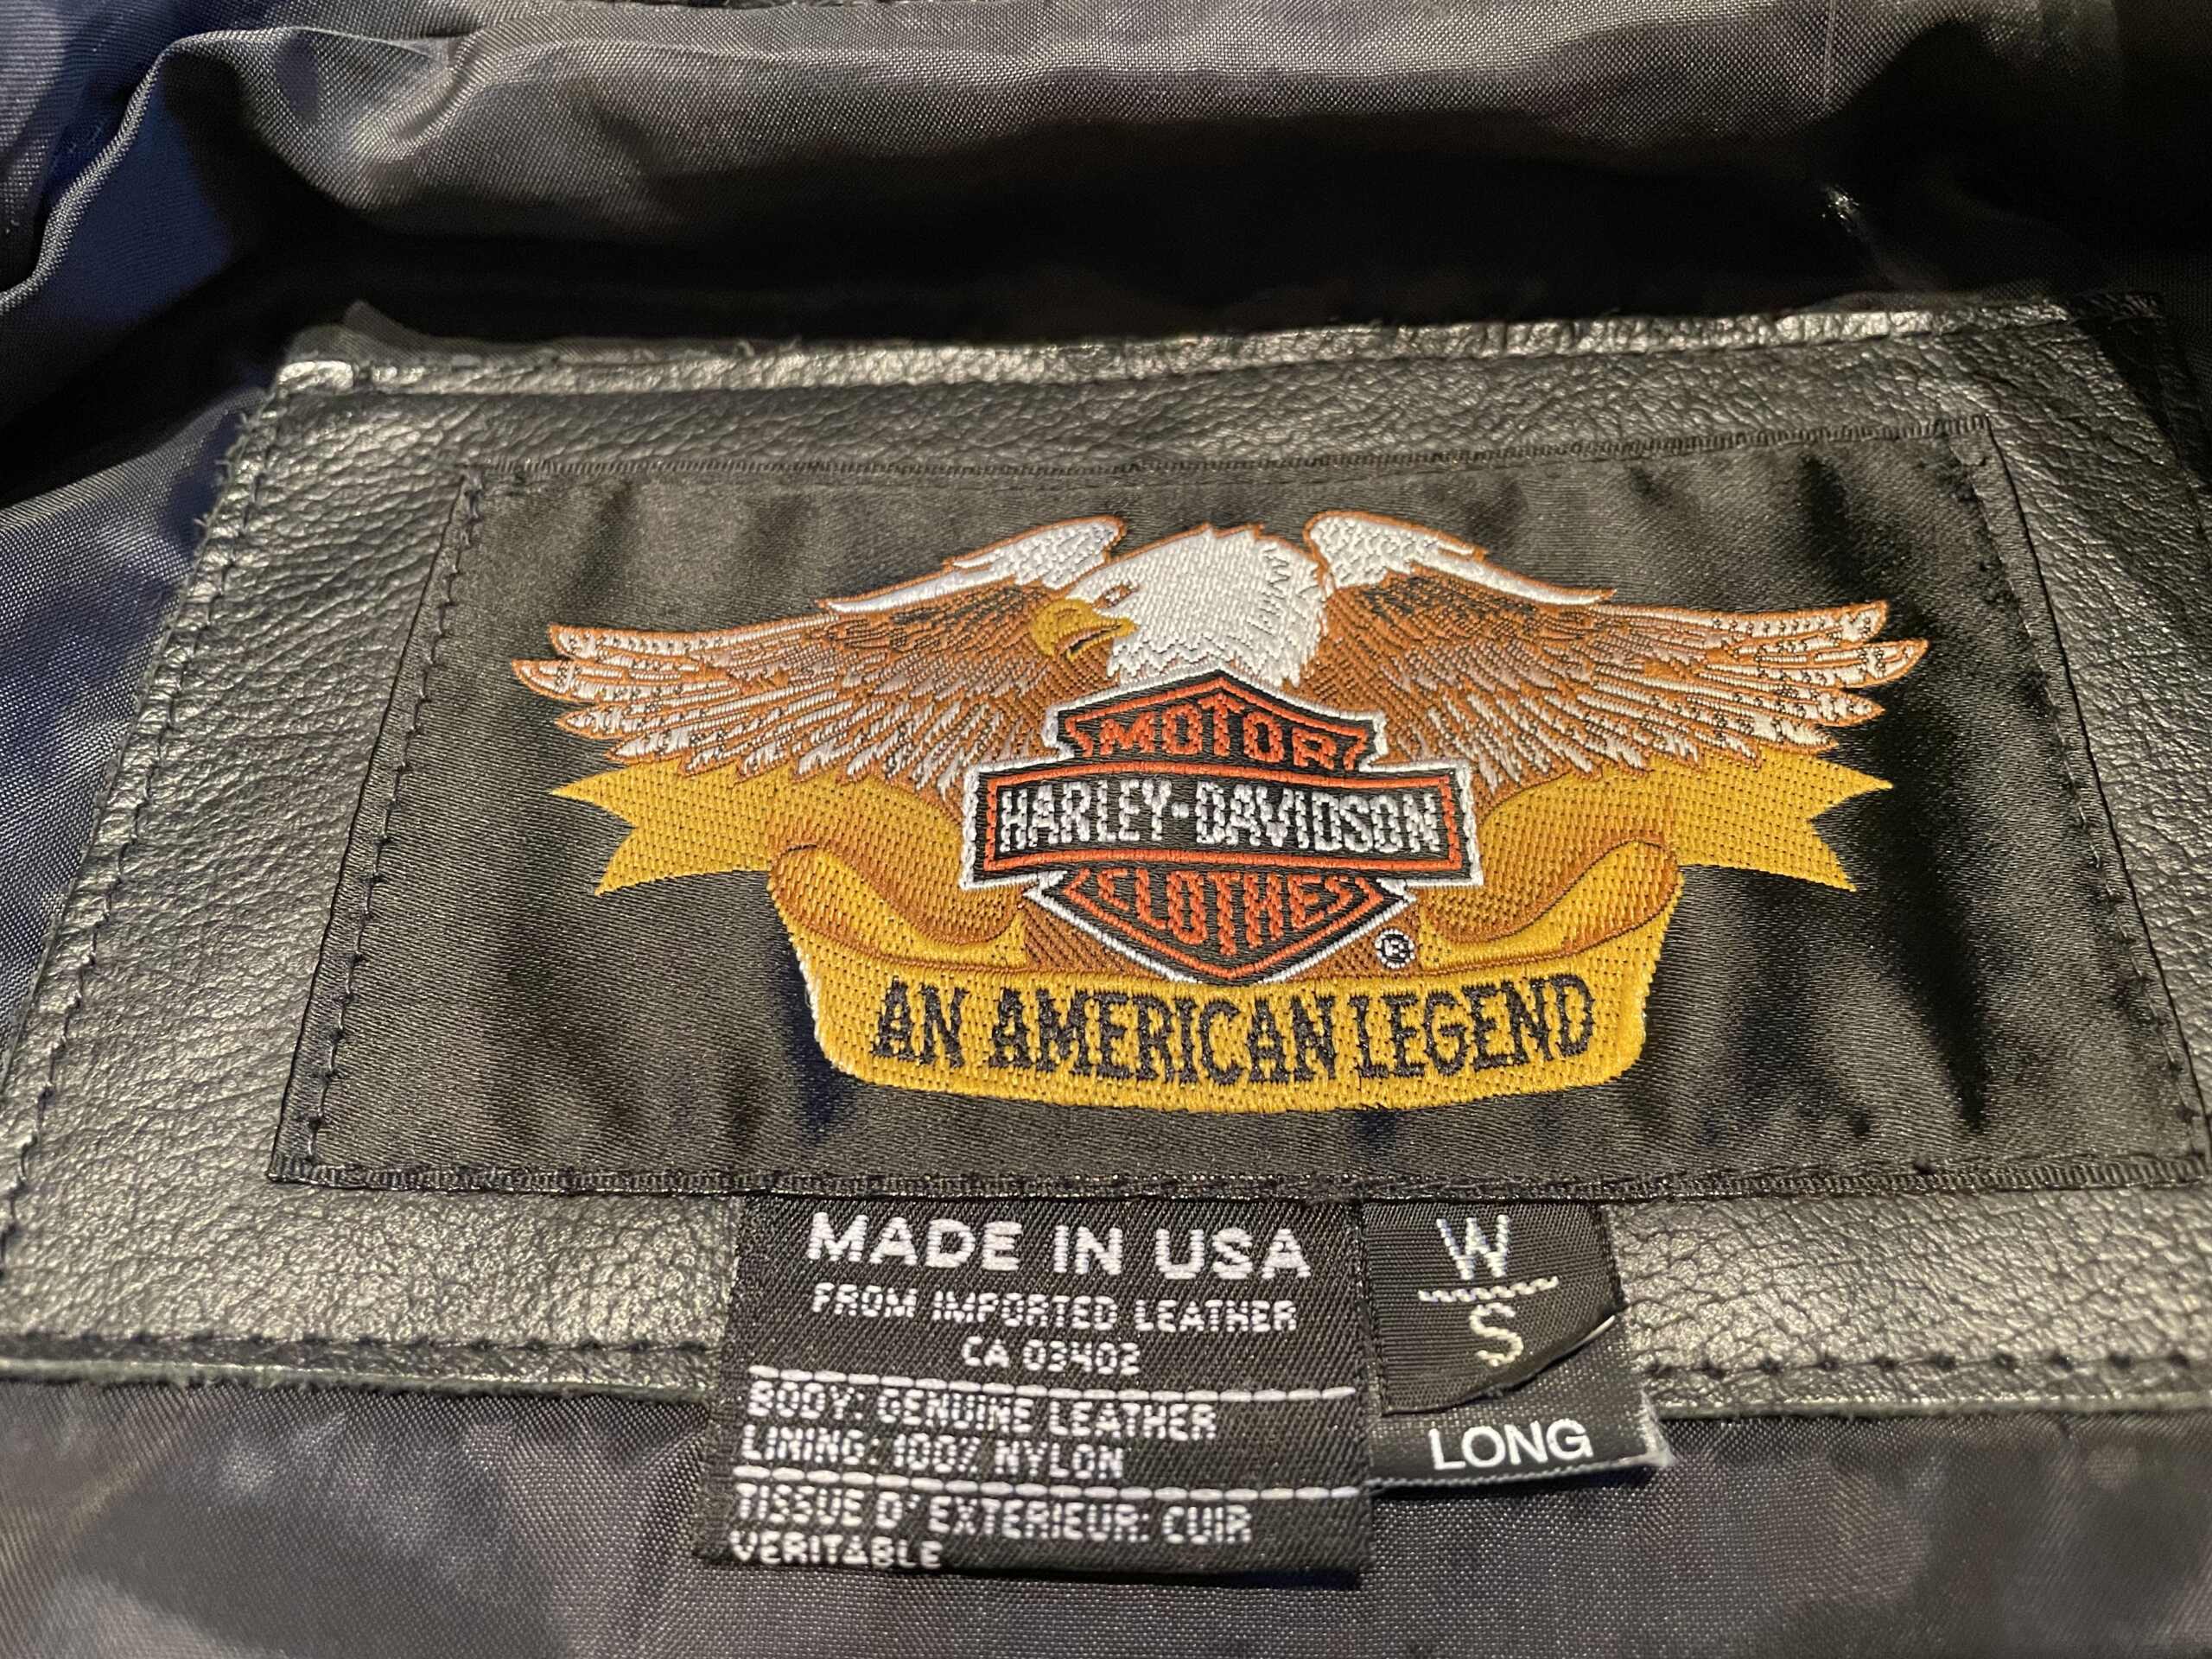 MOTOR
HARLEY-DAVIDSON
CLOTHES
®
AN AMERICAN LEGEND
MADE IN USA
FROM IMPORTED LEATHER
CA 03402
BODY: GENUINE LEATHER
LINING: 100% NYLON
TISSUE D' EXTERIEUR: CUIR
VERITABLE
W
S
LONG